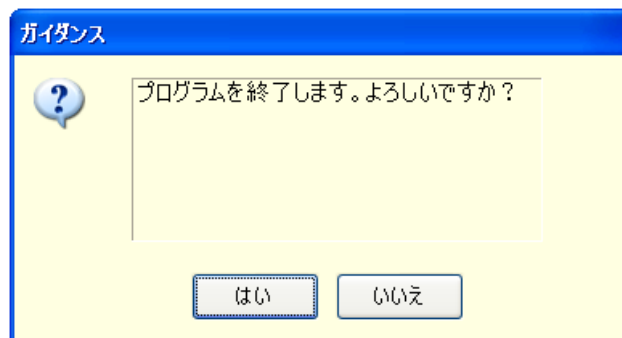 ガイダンス
プログラムを終了します。よろしいですか？
はい
いいえ